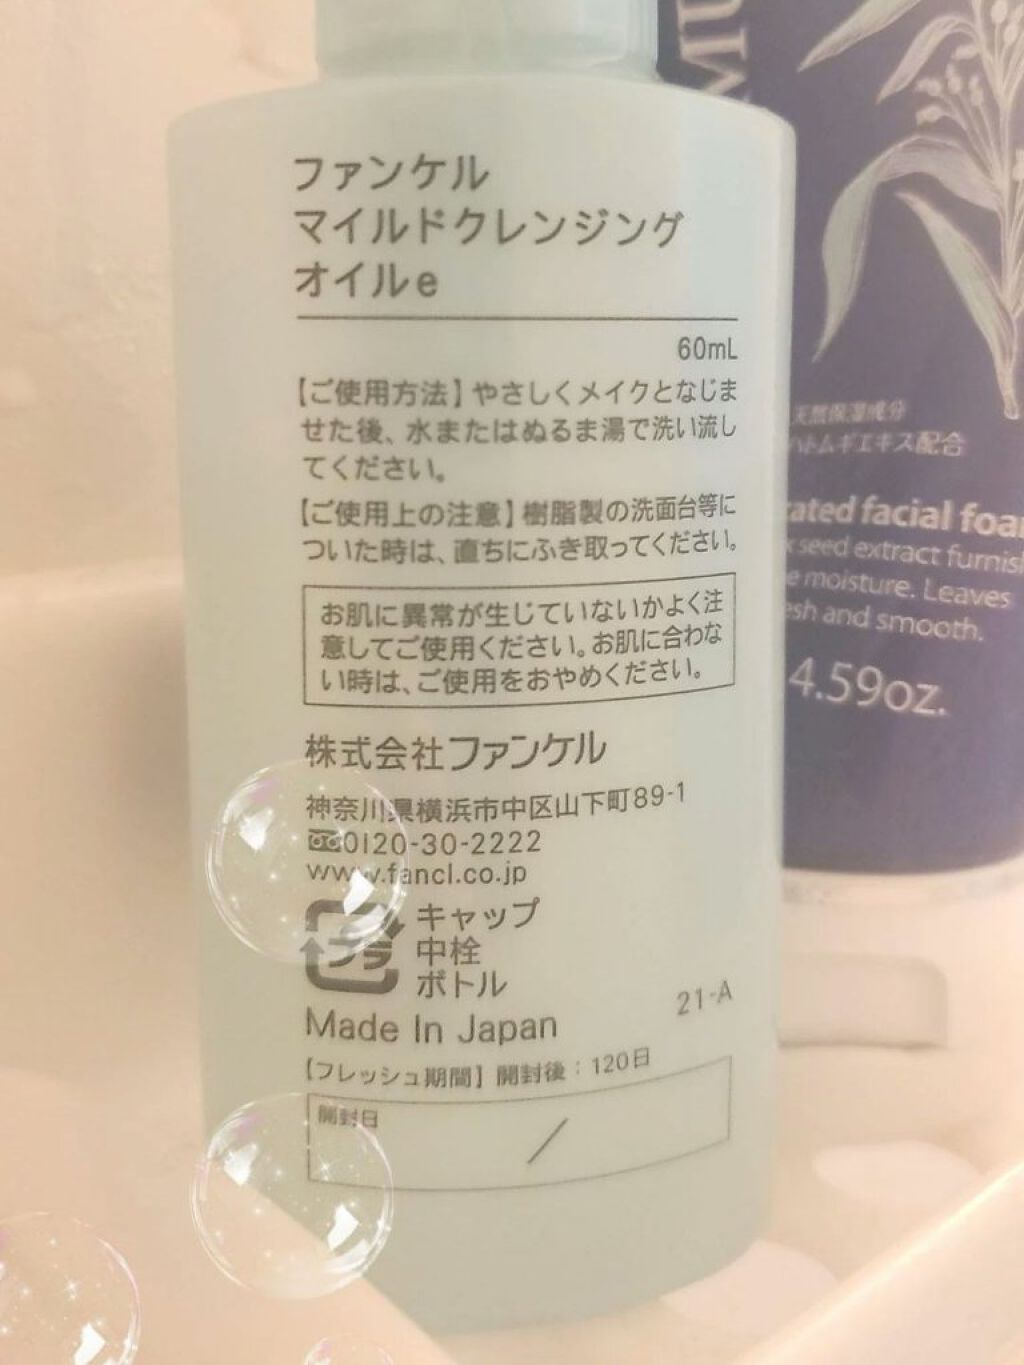 ファンケル
マイルドクレンジング
オイルe
60mL
【ご使用方法】やさしくメイクとなじま
せた後、水またはぬるま湯で洗い流し
てください。
【ご使用上の注意】樹脂製の洗面台等に
ついた時は、直ちにふき取ってください。
お肌に異常が生じていないかよく注
意してご使用ください。お肌に合わな
い時は、ご使用をおやめください。
株式会社ファンケル
神奈川県横浜市中区山下町89-1
0120-30-2222
www.fancl.co.jp
プラ
キャップ
中栓
ボトル
21-A
Made In Japan
【フレッシュ期間】開封後：120日
開封日
/
天然保湿成分
ハトムギエキス配合
facial
seed extract
moisture. Leaves
and smooth.
4.59oz.